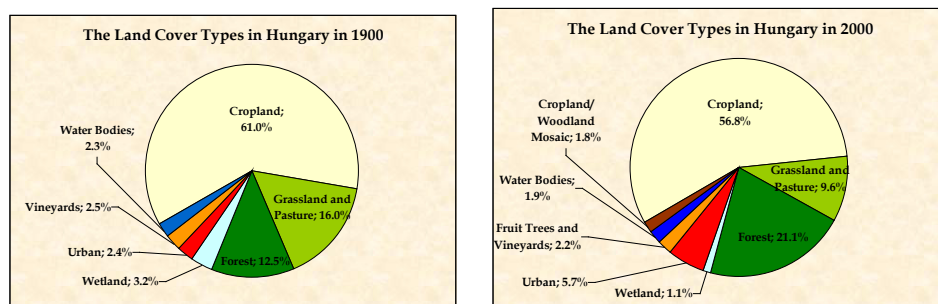 The Land Cover Types in Hungary in 1900
Cropland;
61.0%
Water Bodies;
2.3%
Grassland and
Pasture; 16.0%
Vineyards; 2.5%
Urban; 2.4%
Forest; 12.5%
Wetland; 3.2%
The Land Cover Types in Hungary in 2000
Cropland;
56.8%
Cropland/
Woodland
Mosaic; 1.8%
Grassland and
Pasture; 9.6%
Water Bodies;
1.9%
Fruit Trees and
Vineyards; 2.2%
Forest; 21.1%
Urban; 5.7%
Wetland; 1.1%